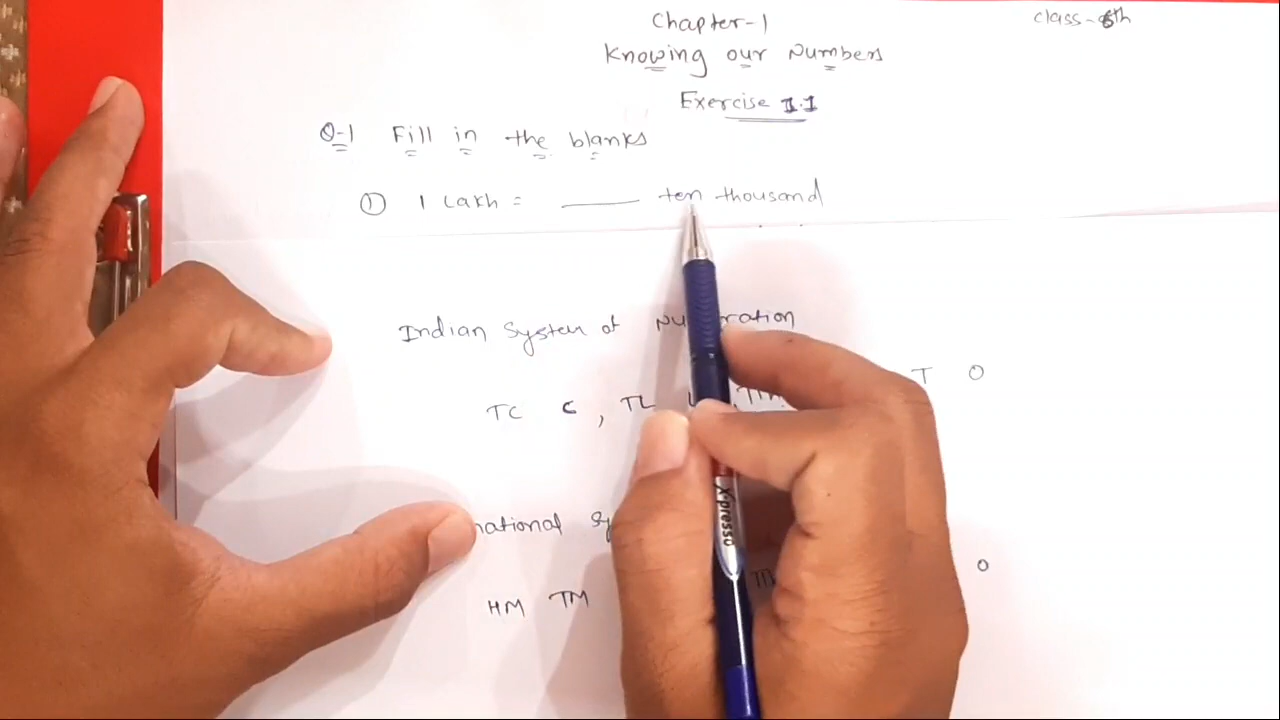 Chapter-1
class-6th
Knowing our Numbers
Exercise 1.1
Q-1 Fill in the blanks
① 1 Lakh = _____ ten thousand
Indian System of
T O
TC C , TL
national
O
HM TM
Xpresso